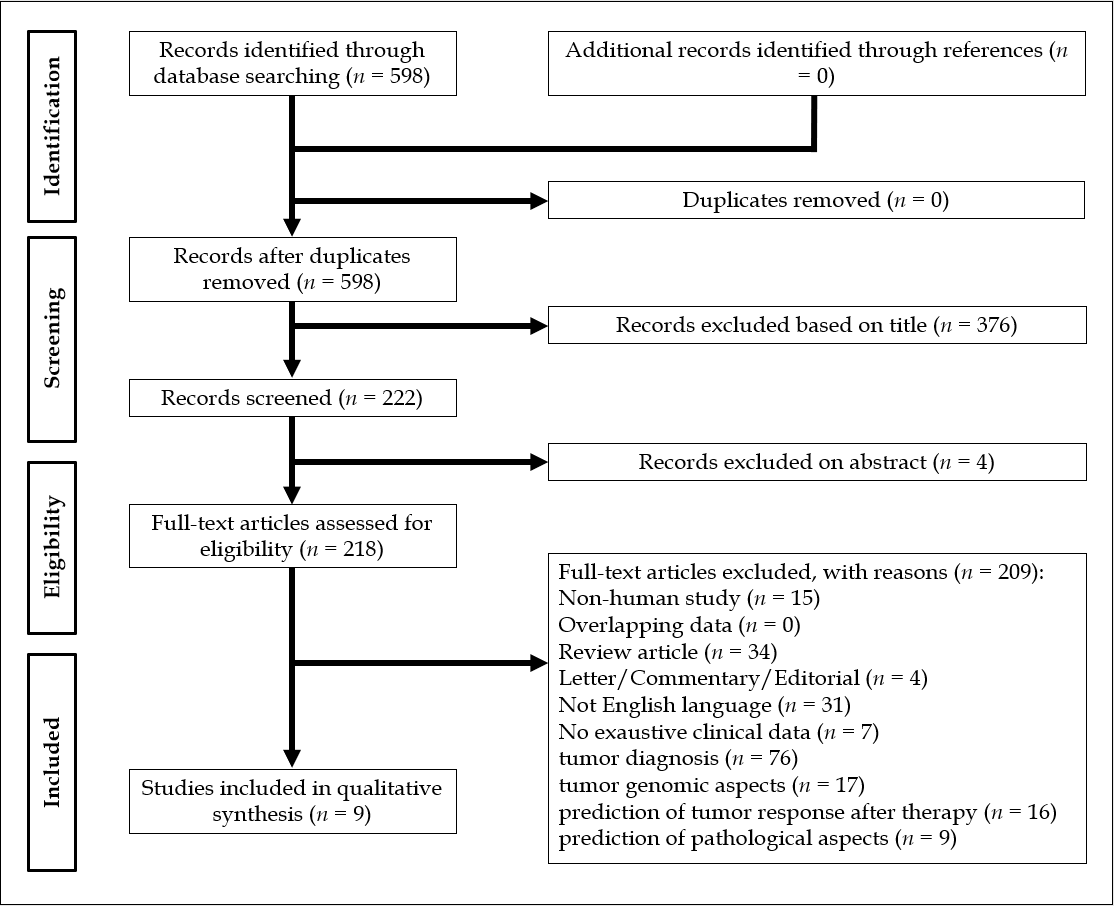 Identification
Records identified through
database searching (n = 598)
Additional records identified through references (n
= 0)
Duplicates removed (n = 0)
Screening
Records after duplicates
removed (n = 598)
Records excluded based on title (n = 376)
Records screened (n = 222)
Eligibility
Records excluded on abstract (n = 4)
Full-text articles assessed for
eligibility (n = 218)
Included
Full-text articles excluded, with reasons (n = 209):
Non-human study (n = 15)
Overlapping data (n = 0)
Review article (n = 34)
Letter/Commentary/Editorial (n = 4)
Not English language (n = 31)
No exaustive clinical data (n = 7)
tumor diagnosis (n = 76)
tumor genomic aspects (n = 17)
prediction of tumor response after therapy (n = 16)
prediction of pathological aspects (n = 9)
Studies included in qualitative
synthesis (n = 9)